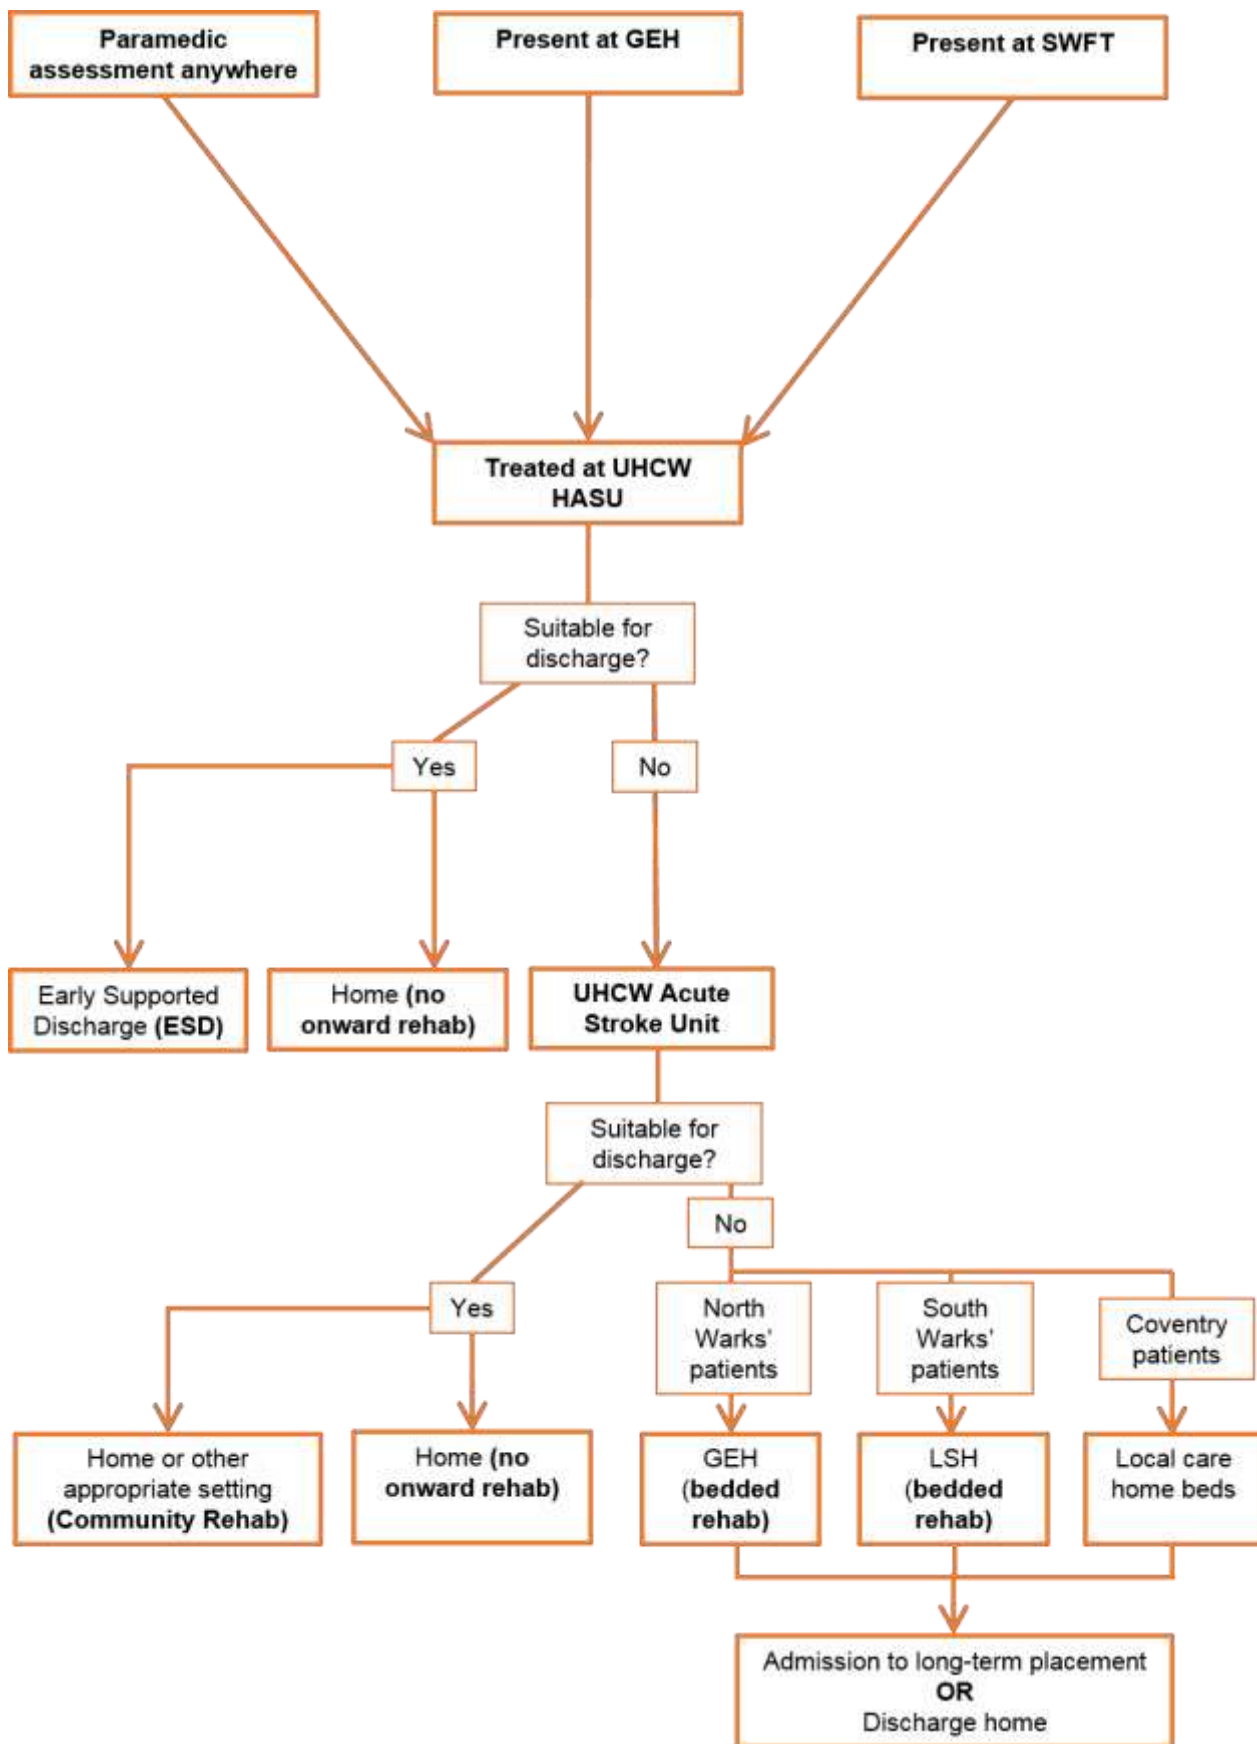 Paramedic
assessment anywhere
Present at GEH
Present at SWFT
Treated at UHCW
HASU
Suitable for
discharge?
Yes
No
Early Supported
Discharge (ESD)
Home (no
onward rehab)
UHCW Acute
Stroke Unit
Suitable for
discharge?
No
Yes
North
Warks'
patients
South
Warks'
patients
Coventry
patients
Home or other
appropriate setting
(Community Rehab)
Home (no
onward rehab)
GEH
(bedded
rehab)
LSH
(bedded
rehab)
Local care
home beds
Admission to long-term placement
OR
Discharge home